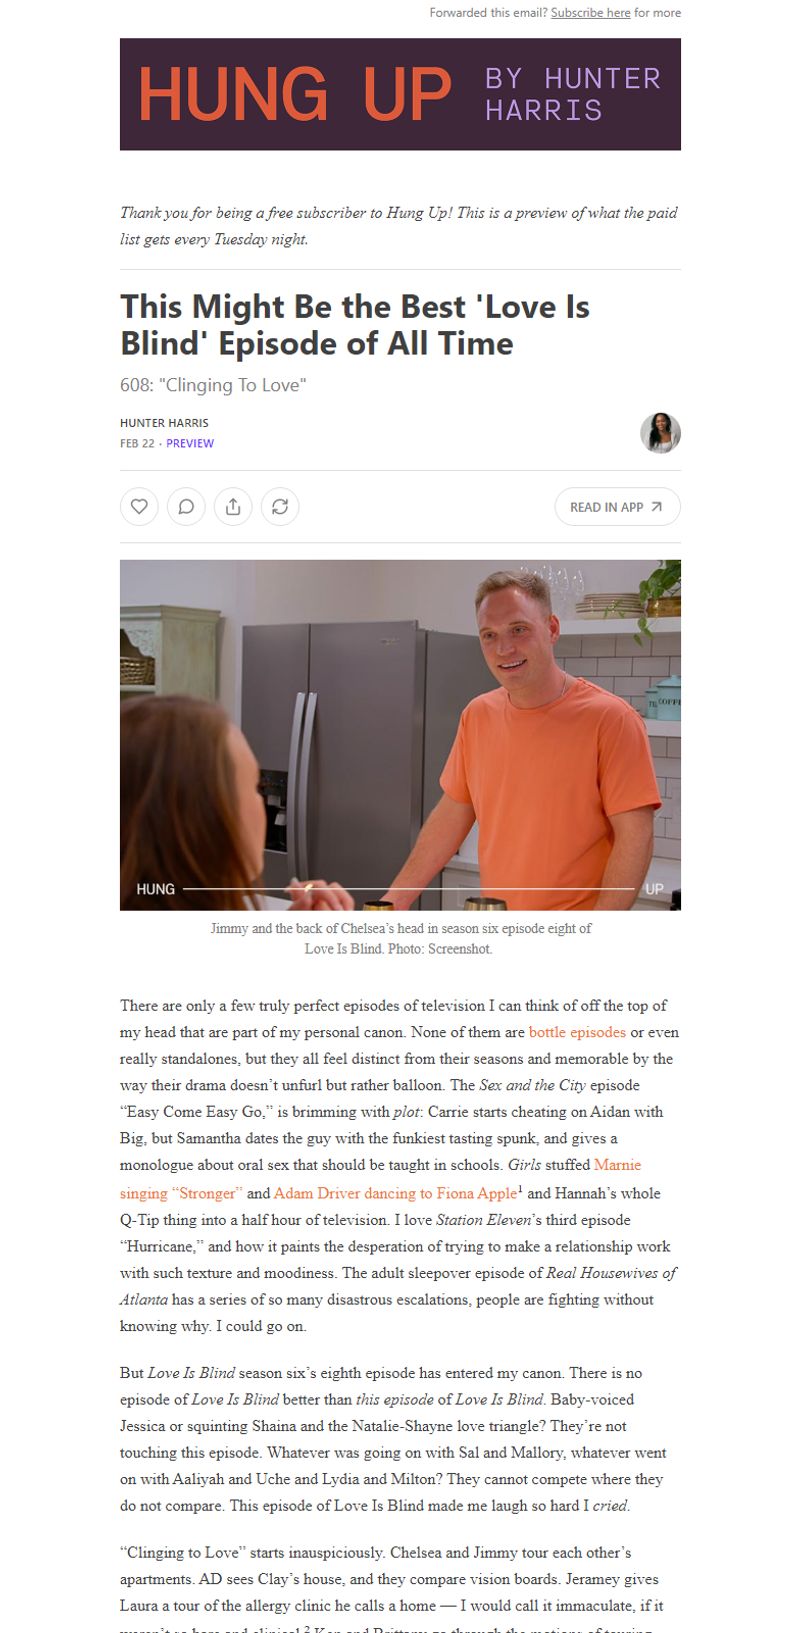 Forwarded this email? Subscribe here for more
HUNG UP
BY HUNTER
HARRIS
Thank you for being a free subscriber to Hung Up! This is a preview of what the paid
list gets every Tuesday night.
This Might Be the Best 'Love Is
Blind' Episode of All Time
608: "Clinging To Love"
HUNTER HARRIS
FEB 22 · PREVIEW
READ IN APP
COFFE
HUNG
UP
Jimmy and the back of Chelsea’s head in season six episode eight of
Love Is Blind. Photo: Screenshot.
There are only a few truly perfect episodes of television I can think of off the top of
my head that are part of my personal canon. None of them are bottle episodes or even
really standalones, but they all feel distinct from their seasons and memorable by the
way their drama doesn’t unfurl but rather balloon. The Sex and the City episode
“Easy Come Easy Go,” is brimming with plot: Carrie starts cheating on Aidan with
Big, but Samantha dates the guy with the funkiest tasting spunk, and gives a
monologue about oral sex that should be taught in schools. Girls stuffed Marnie
singing “Stronger” and Adam Driver dancing to Fiona Apple1 and Hannah’s whole
Q-Tip thing into a half hour of television. I love Station Eleven’s third episode
“Hurricane,” and how it paints the desperation of trying to make a relationship work
with such texture and moodiness. The adult sleepover episode of Real Housewives of
Atlanta has a series of so many disastrous escalations, people are fighting without
knowing why. I could go on.
But Love Is Blind season six’s eighth episode has entered my canon. There is no
episode of Love Is Blind better than this episode of Love Is Blind. Baby-voiced
Jessica or squinting Shaina and the Natalie-Shayne love triangle? They’re not
touching this episode. Whatever was going on with Sal and Mallory, whatever went
on with Aaliyah and Uche and Lydia and Milton? They cannot compete where they
do not compare. This episode of Love Is Blind made me laugh so hard I cried.
“Clinging to Love” starts inauspiciously. Chelsea and Jimmy tour each other’s
apartments. AD sees Clay’s house, and they compare vision boards. Jeramey gives
Laura a tour of the allergy clinic he calls a home — I would call it immaculate, if it
weren’t so bare and clinical.2 Ken and Brittany go through the motions of touring